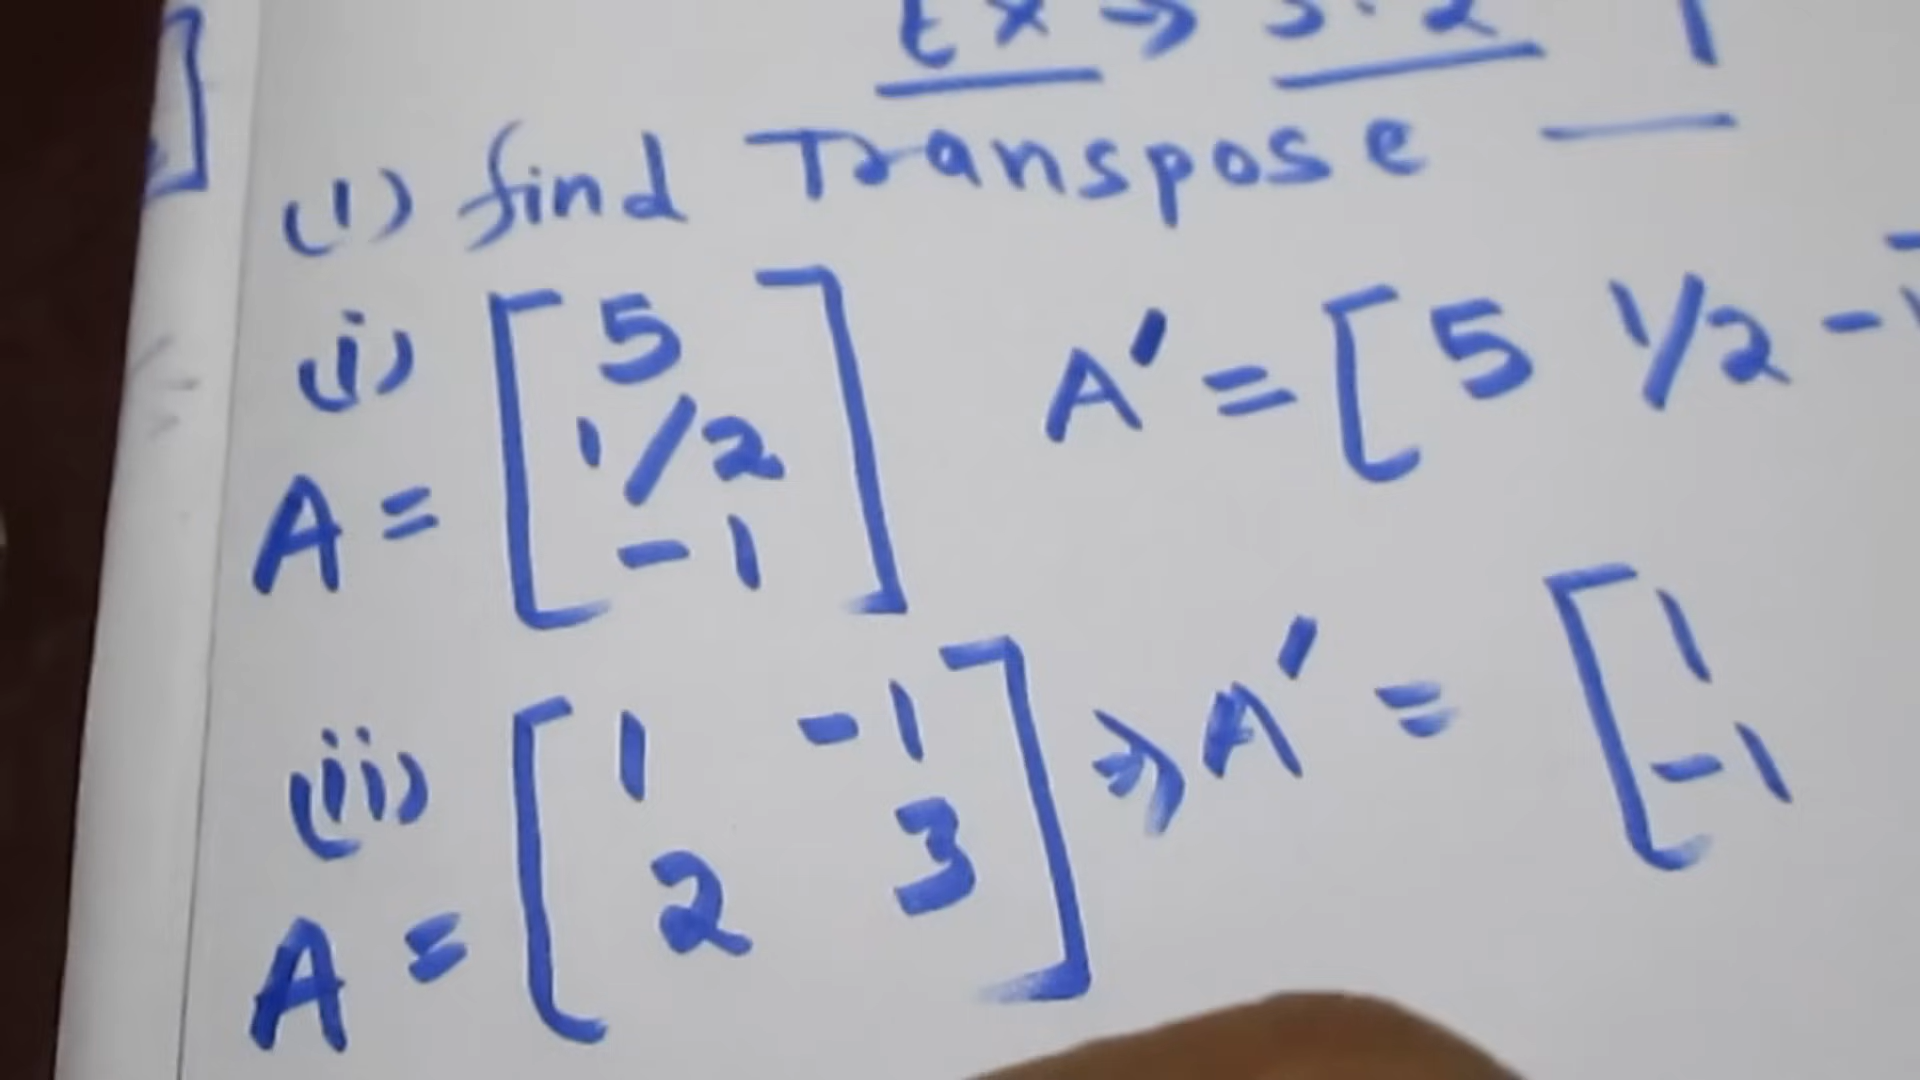 Ex → 3.2
(1) find Transpose
(i) A = [ 5 1/2 -1 ] A' = [ 5 1/2 -
(ii) A = [ 1 -1 2 3 ] ⇒ A' = [ 1 -1